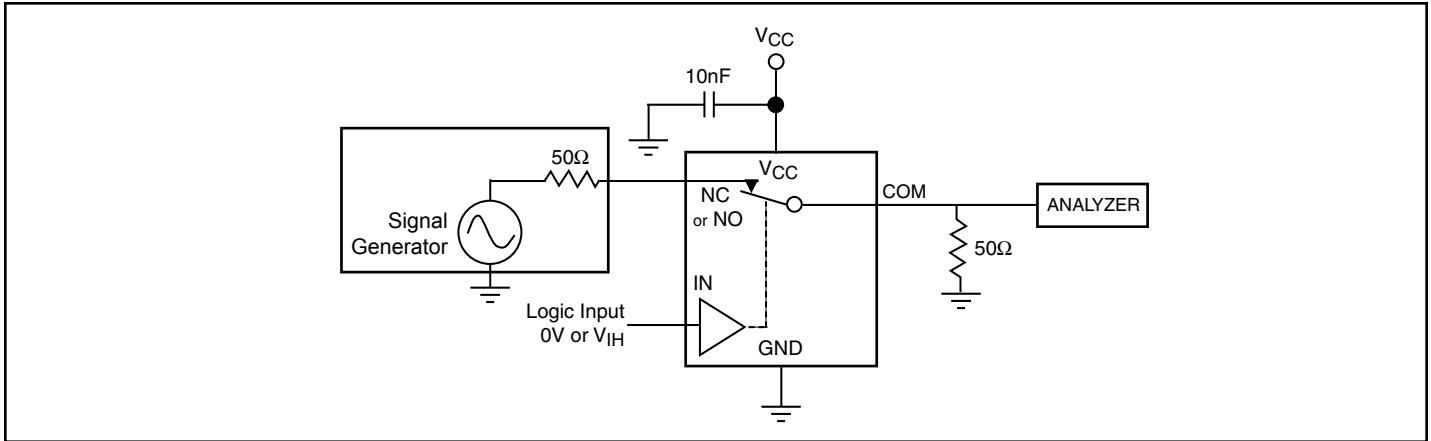 VCC
10nF
50Ω
VCC
NC
or NO
COM
ANALYZER
Signal
Generator
50Ω
IN
Logic Input
0V or VIH
GND